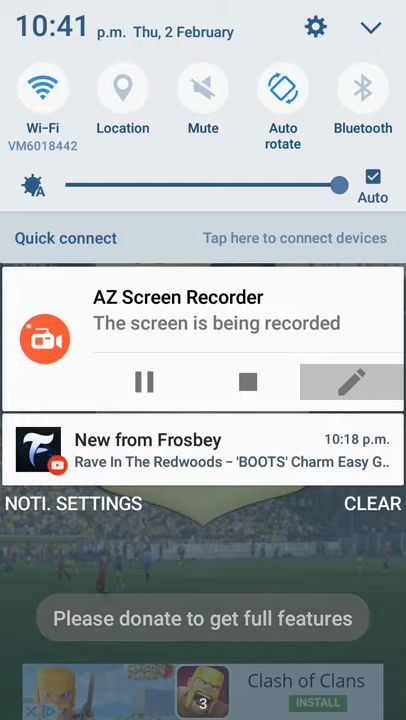 10:41 p.m. Thu, 2 February
Wi-Fi
VM6018442
Location
Mute
Auto
rotate
Bluetooth
A
Auto
Quick connect
Tap here to connect devices
AZ Screen Recorder
The screen is being recorded
New from Frosbey
10:18 p.m.
Rave In The Redwoods – 'BOOTS' Charm Easy G..
NOTI. SETTINGS
CLEAR
Please donate to get full features
3
Clash of Clans
INSTALL